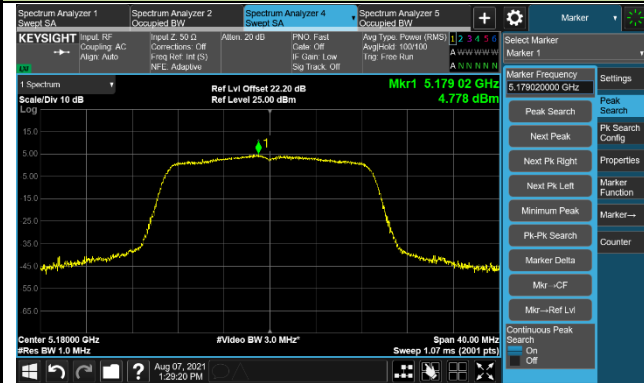 Spectrum Analyzer 1
Swept SA
Spectrum Analyzer 2
Occupied BW
Spectrum Analyzer 4
Swept SA
Spectrum Analyzer 5
Occupied BW
+
Marker
KEYSIGHT
Input: RF
Coupling: AC
Align: Auto
Input Z: 50 Ω
Corrections: Off
Freq Ref: Int (S)
NFE: Adaptive
Atten: 20 dB
PNO: Fast
Gate: Off
IF Gain: Low
Sig Track: Off
Avg Type: Power (RMS)
Avg|Hold: 100/100
Trig: Free Run
1 2 3 4 5 6
A W W W W W
A N N N N N
Select Marker
Marker 1
1 Spectrum
Scale/Div 10 dB
Log
Ref Lvl Offset 22.20 dB
Ref Level 25.00 dBm
Mkr1 5.179 02 GHz
4.778 dBm
Marker Frequency
5.179020000 GHz
Peak Search
Next Peak
Next Pk Right
Next Pk Left
Minimum Peak
Pk-Pk Search
Marker Delta
Mkr→CF
Mkr→Ref Lvl
Continuous Peak
Search
On
Off
Settings
Peak
Search
Pk Search
Config
Properties
Marker
Function
Marker→
Counter
15.0
5.00
-5.00
-15.0
-25.0
-35.0
-45.0
-55.0
-65.0
1
Center 5.18000 GHz
#Res BW 1.0 MHz
#Video BW 3.0 MHz*
Span 40.00 MHz
Sweep 1.07 ms (2001 pts)
?
Aug 07, 2021
1:29:20 PM